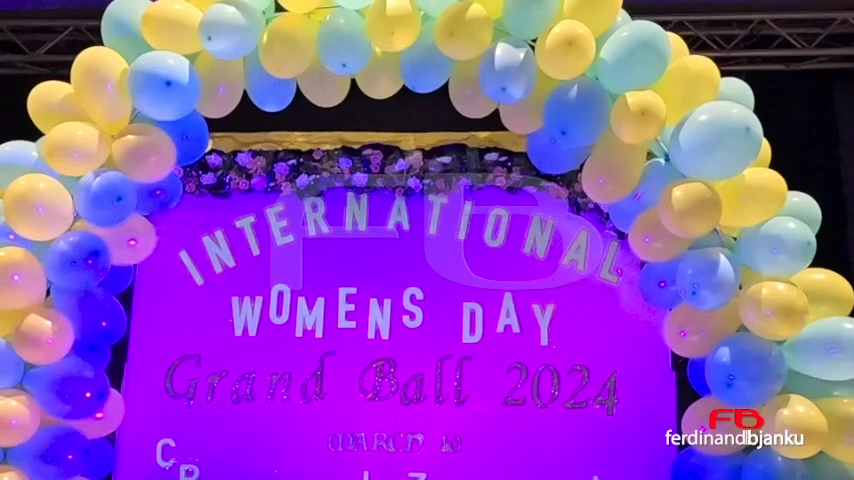 INTERNATIONAL
WOMENS DAY
Grand Ball 2024
MARCH 10
FB
ferdinandbjanku